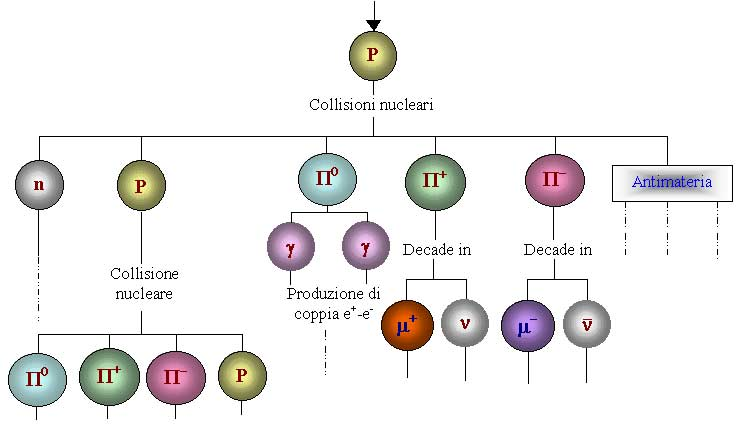 P
Collisioni nucleari
n
P
Π⁰
Π⁺
Π⁻
Antimateria
γ
γ
Decade in
Decade in
Collisione
nucleare
Produzione di
coppia e⁺-e⁻
μ⁺
ν
μ⁻
ν̅
Π⁰
Π⁺
Π⁻
P